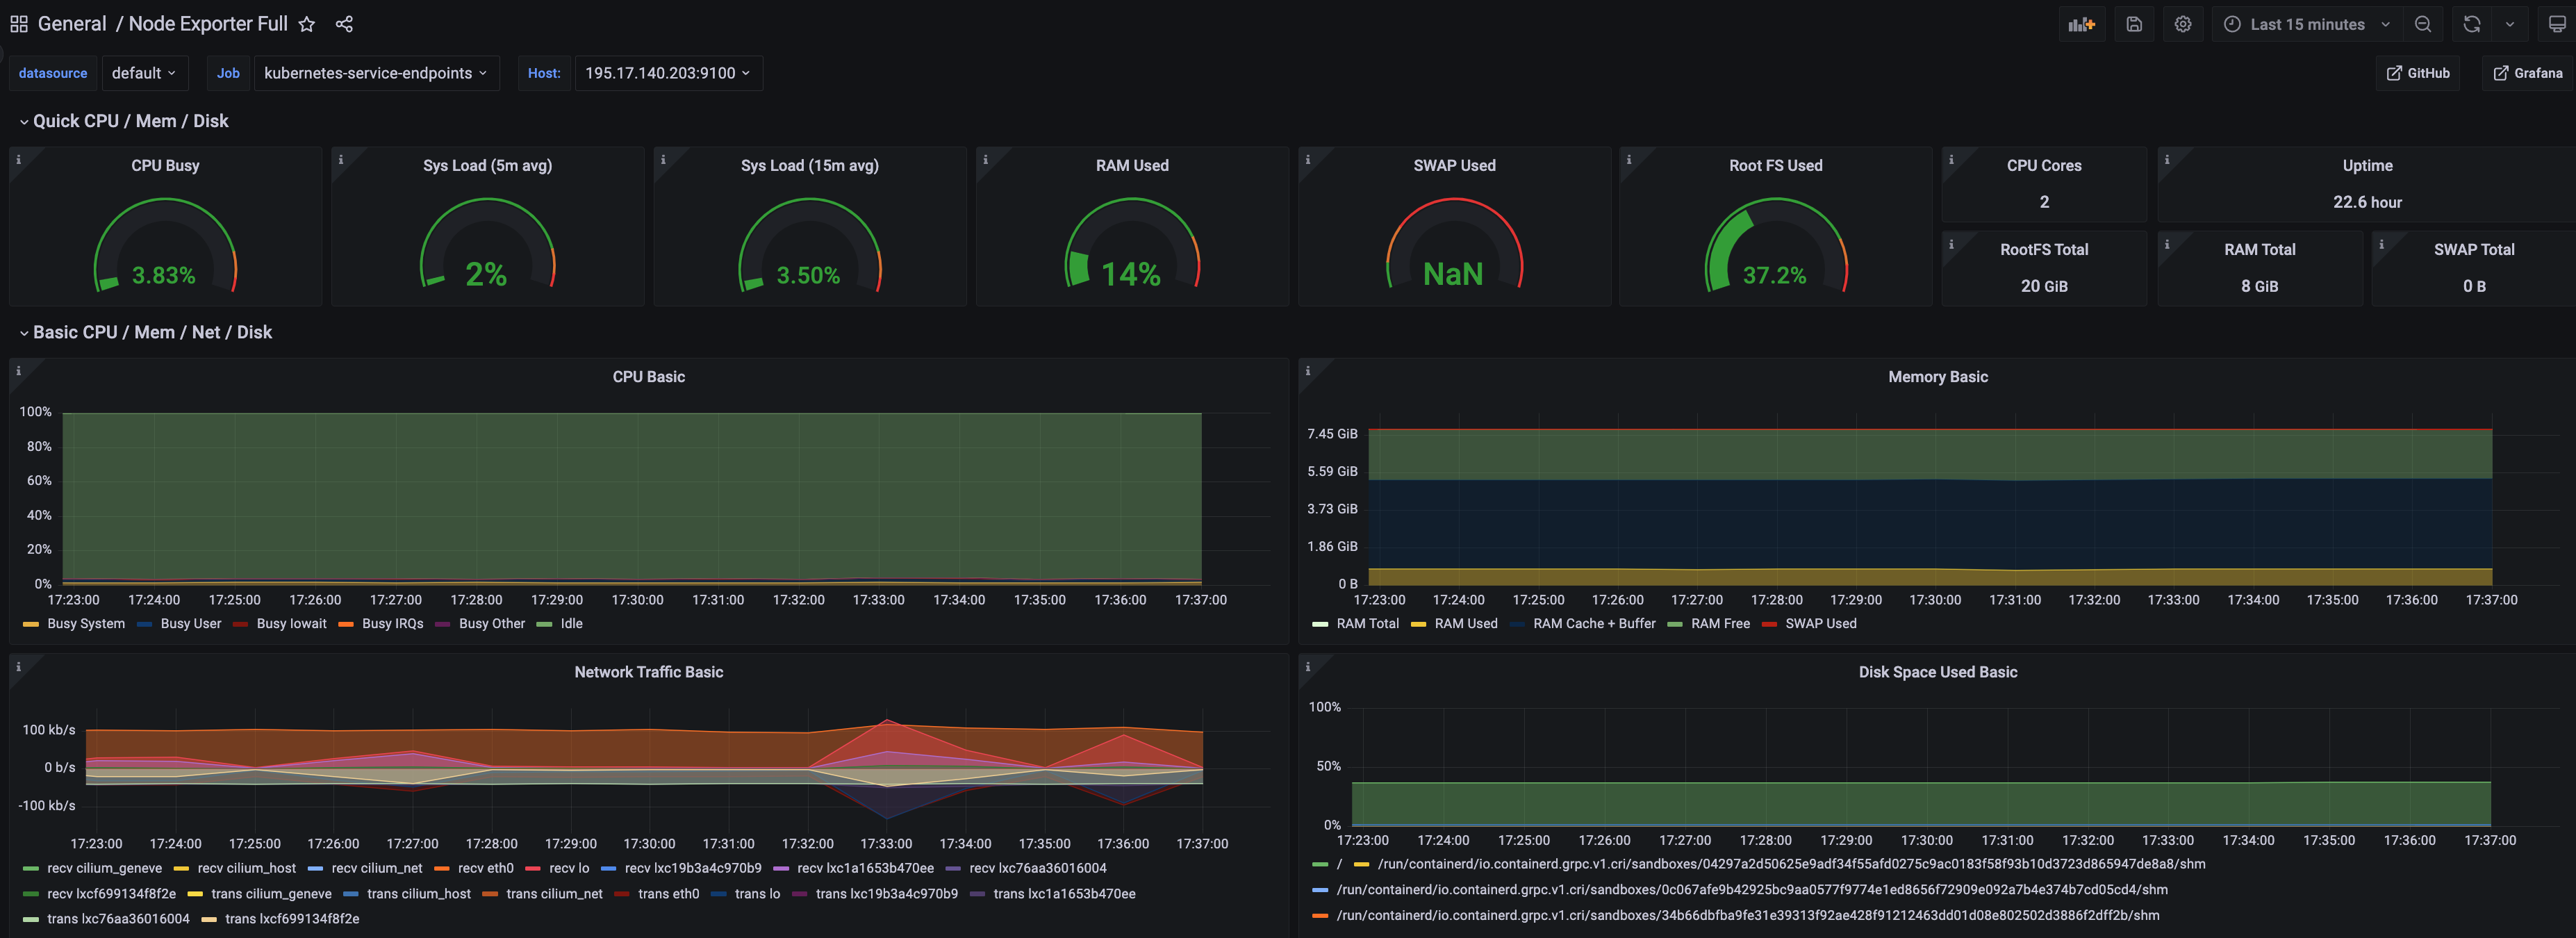 General / Node Exporter Full
Last 15 minutes
datasource default Job kubernetes-service-endpoints Host: 195.17.140.203:9100 GitHub Grafana
Quick CPU / Mem / Disk
CPU Busy
3.83%
Sys Load (5m avg)
2%
Sys Load (15m avg)
3.50%
RAM Used
14%
SWAP Used
NaN
Root FS Used
37.2%
CPU Cores
2
Uptime
22.6 hour
RootFS Total
20 GiB
RAM Total
8 GiB
SWAP Total
0 B
Basic CPU / Mem / Net / Disk
CPU Basic
100%
80%
60%
40%
20%
0%
17:23:00 17:24:00 17:25:00 17:26:00 17:27:00 17:28:00 17:29:00 17:30:00 17:31:00 17:32:00 17:33:00 17:34:00 17:35:00 17:36:00 17:37:00
Busy System Busy User Busy Iowait Busy IRQs Busy Other Idle
Memory Basic
7.45 GiB
5.59 GiB
3.73 GiB
1.86 GiB
0 B
17:23:00 17:24:00 17:25:00 17:26:00 17:27:00 17:28:00 17:29:00 17:30:00 17:31:00 17:32:00 17:33:00 17:34:00 17:35:00 17:36:00 17:37:00
RAM Total RAM Used RAM Cache + Buffer RAM Free SWAP Used
Network Traffic Basic
100 kb/s
0 b/s
-100 kb/s
17:23:00 17:24:00 17:25:00 17:26:00 17:27:00 17:28:00 17:29:00 17:30:00 17:31:00 17:32:00 17:33:00 17:34:00 17:35:00 17:36:00 17:37:00
recv cilium_geneve recv cilium_host recv cilium_net recv eth0 recv lo recv lxc19b3a4c970b9 recv lxc1a1653b470ee recv lxc76aa36016004
recv lxcf699134f8f2e trans cilium_geneve trans cilium_host trans cilium_net trans eth0 trans lo trans lxc19b3a4c970b9 trans lxc1a1653b470ee
trans lxc76aa36016004 trans lxcf699134f8f2e
Disk Space Used Basic
100%
50%
0%
17:23:00 17:24:00 17:25:00 17:26:00 17:27:00 17:28:00 17:29:00 17:30:00 17:31:00 17:32:00 17:33:00 17:34:00 17:35:00 17:36:00 17:37:00
/ /run/containerd/io.containerd.grpc.v1.cri/sandboxes/04297a2d50625e9adf34f55afd0275c9ac0183f58f93b10d3723d865947de8a8/shm
/run/containerd/io.containerd.grpc.v1.cri/sandboxes/0c067afe9b42925bc9aa0577f9774e1ed8656f72909e092a7b4e374b7cd05cd4/shm
/run/containerd/io.containerd.grpc.v1.cri/sandboxes/34b66dbfba9fe31e39313f92ae428f91212463dd01d08e802502d3886f2dff2b/shm